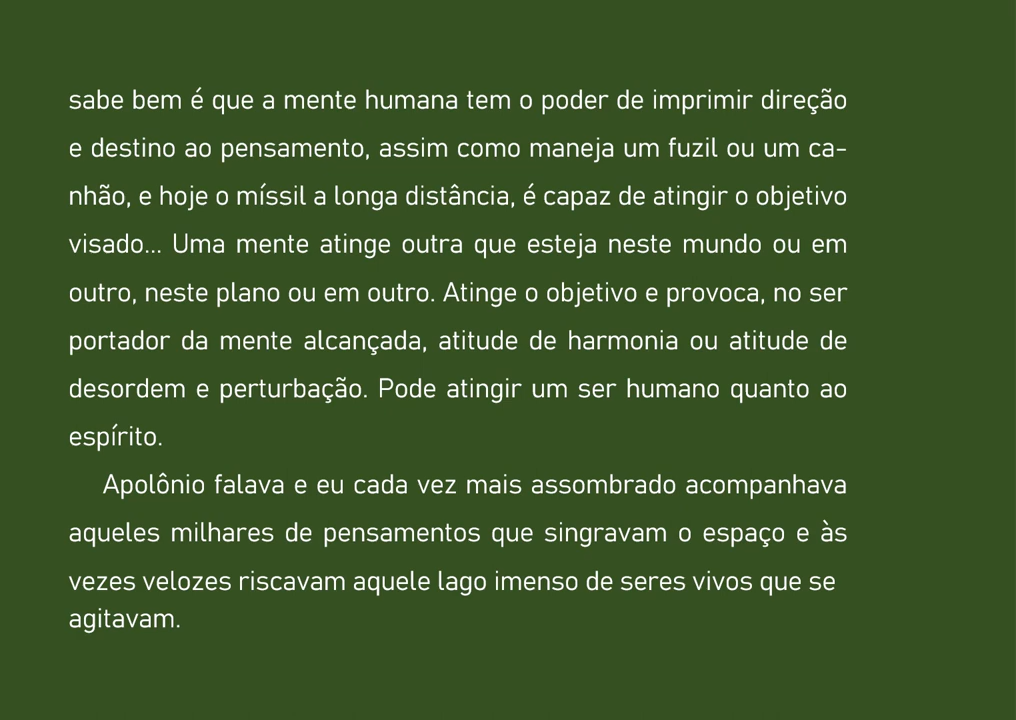 sabe bem é que a mente humana tem o poder de imprimir direção
e destino ao pensamento, assim como maneja um fuzil ou um ca-
nhão, e hoje o míssil a longa distância, é capaz de atingir o objetivo
visado... Uma mente atinge outra que esteja neste mundo ou em
outro, neste plano ou em outro. Atinge o objetivo e provoca, no ser
portador da mente alcançada, atitude de harmonia ou atitude de
desordem e perturbação. Pode atingir um ser humano quanto ao
espírito.
Apolônio falava e eu cada vez mais assombrado acompanhava
aqueles milhares de pensamentos que singravam o espaço e às
vezes velozes riscavam aquele lago imenso de seres vivos que se
agitavam.